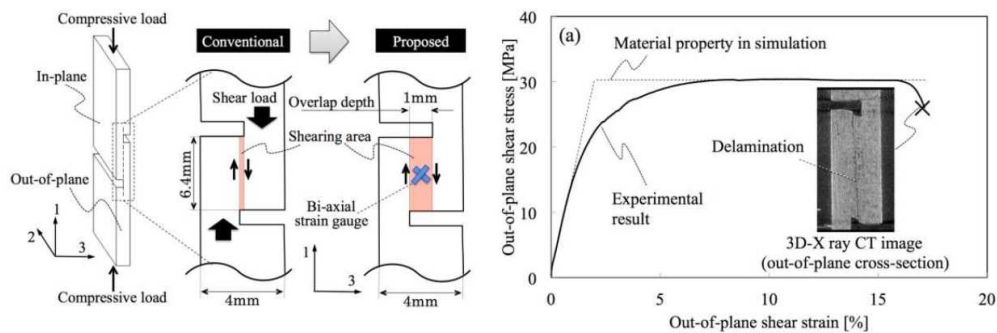 Compressive load
In-plane
Out-of-plane
1
2
3
Compressive load
Conventional
Shear load
6.4mm
4mm
Proposed
1mm
Overlap depth
Shearing area
Bi-axial
strain gauge
1
3
4mm
(a)
Out-of-plane shear stress [MPa]
40
30
20
10
0
Material property in simulation
Delamination
Experimental
result
3D-X ray CT image
(out-of-plane cross-section)
0
5
10
15
20
Out-of-plane shear strain [%]